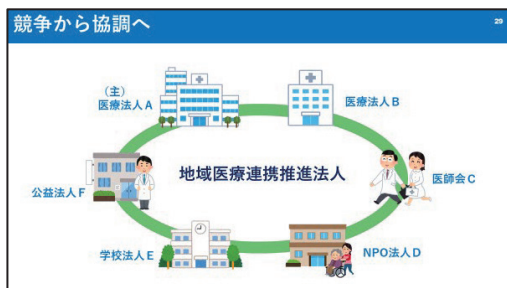 競争から協調へ
29
（主）
医療法人A
医療法人B
地域医療連携推進法人
公益法人F
医師会C
学校法人E
NPO法人D